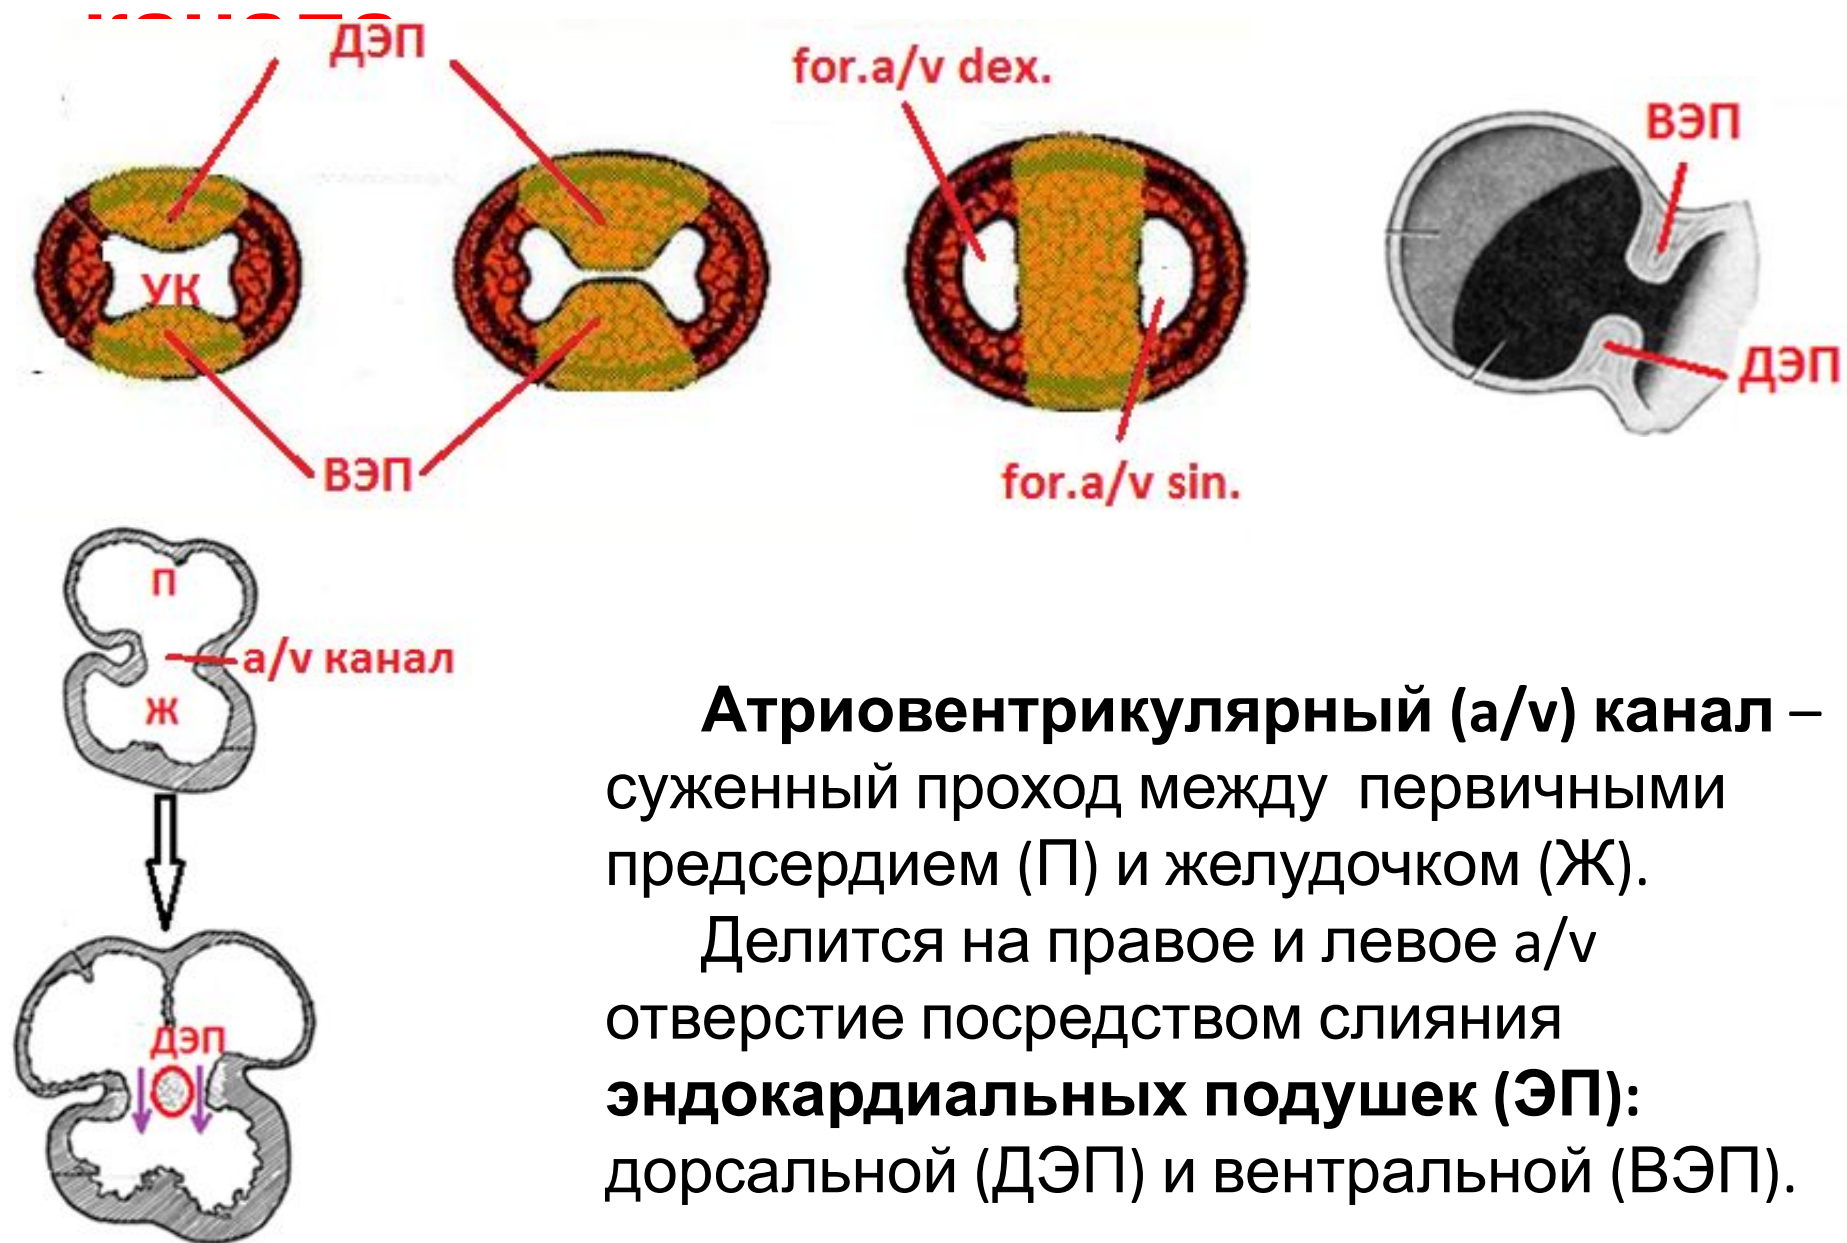 ДЭП
for.a/v dex.
ВЭП
УК
ДЭП
ВЭП
for.a/v sin.
П
a/v канал
Ж
ДЭП
Атриовентрикулярный (a/v) канал –
суженный проход между первичными
предсердием (П) и желудочком (Ж).
Делится на правое и левое a/v
отверстие посредством слияния
эндокардиальных подушек (ЭП):
дорсальной (ДЭП) и вентральной (ВЭП).